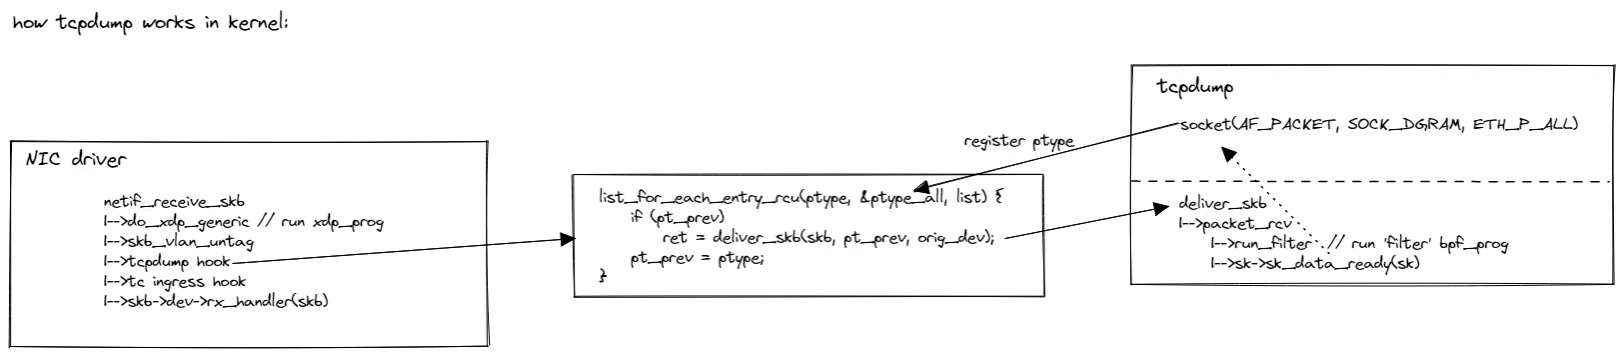 how tcpdump works in kernel:
NIC driver
netif_receive_skb
|-->do_xdp_generic // run xdp_prog
|-->skb_vlan_untag
|-->tcpdump hook
|-->tc ingress hook
|-->skb->dev->rx_handler(skb)
list_for_each_entry_rcu(ptype, &ptype_all, list) {
if (pt_prev)
ret = deliver_skb(skb, pt_prev, orig_dev);
pt_prev = ptype;
}
register ptype
tcpdump
socket(AF_PACKET, SOCK_DGRAM, ETH_P_ALL)
deliver_skb
|-->packet_rcv
|-->run_filter // run 'filter' bpf_prog
|-->sk->sk_data_ready(sk)